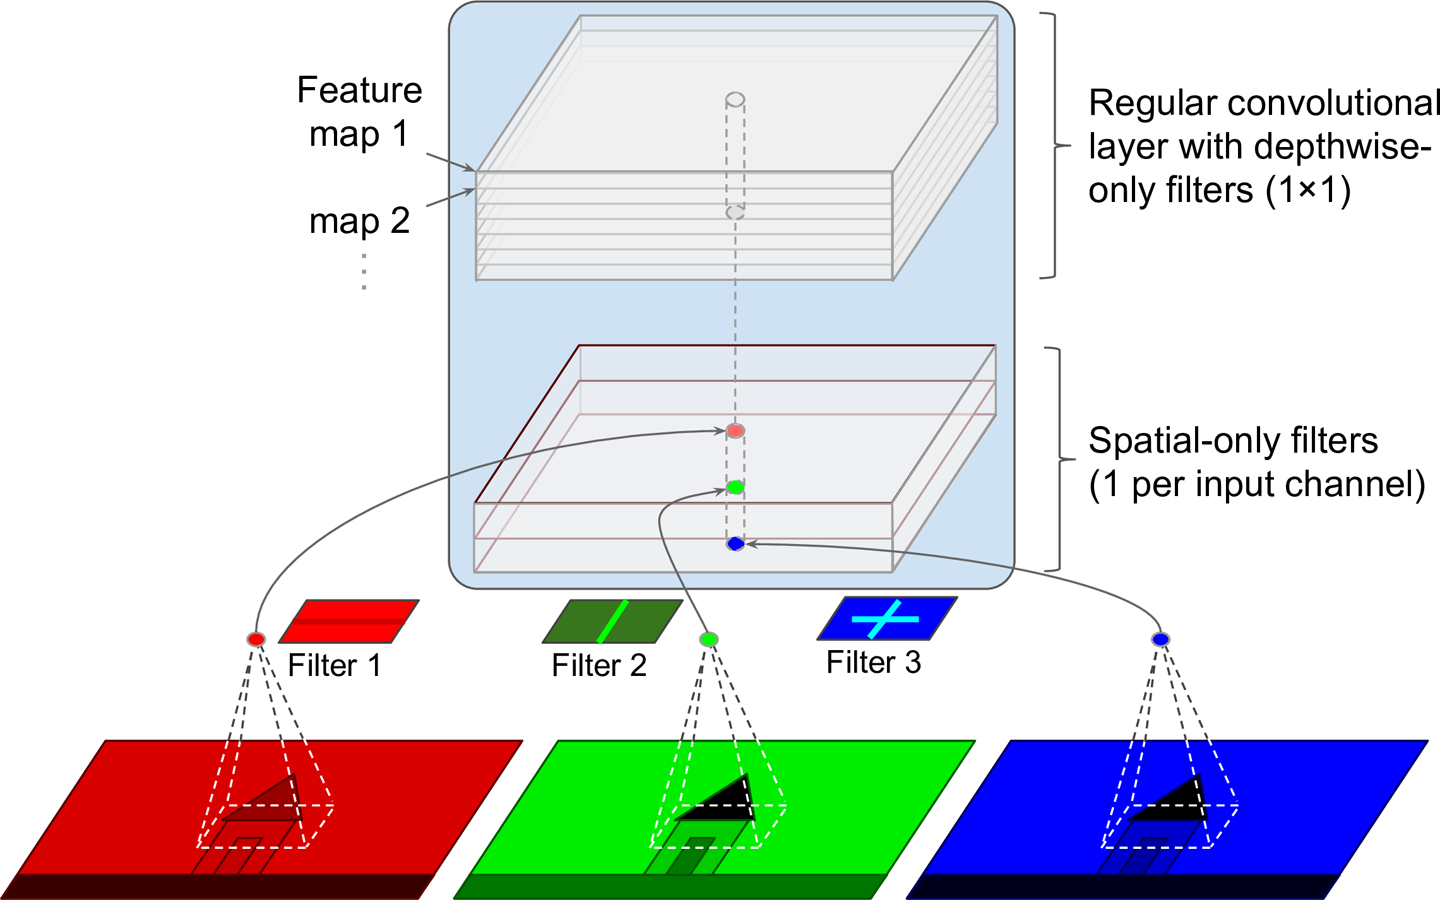 Feature
map 1
map 2
Regular convolutional
layer with depthwise-
only filters (1×1)
Spatial-only filters
(1 per input channel)
Filter 1
Filter 2
Filter 3